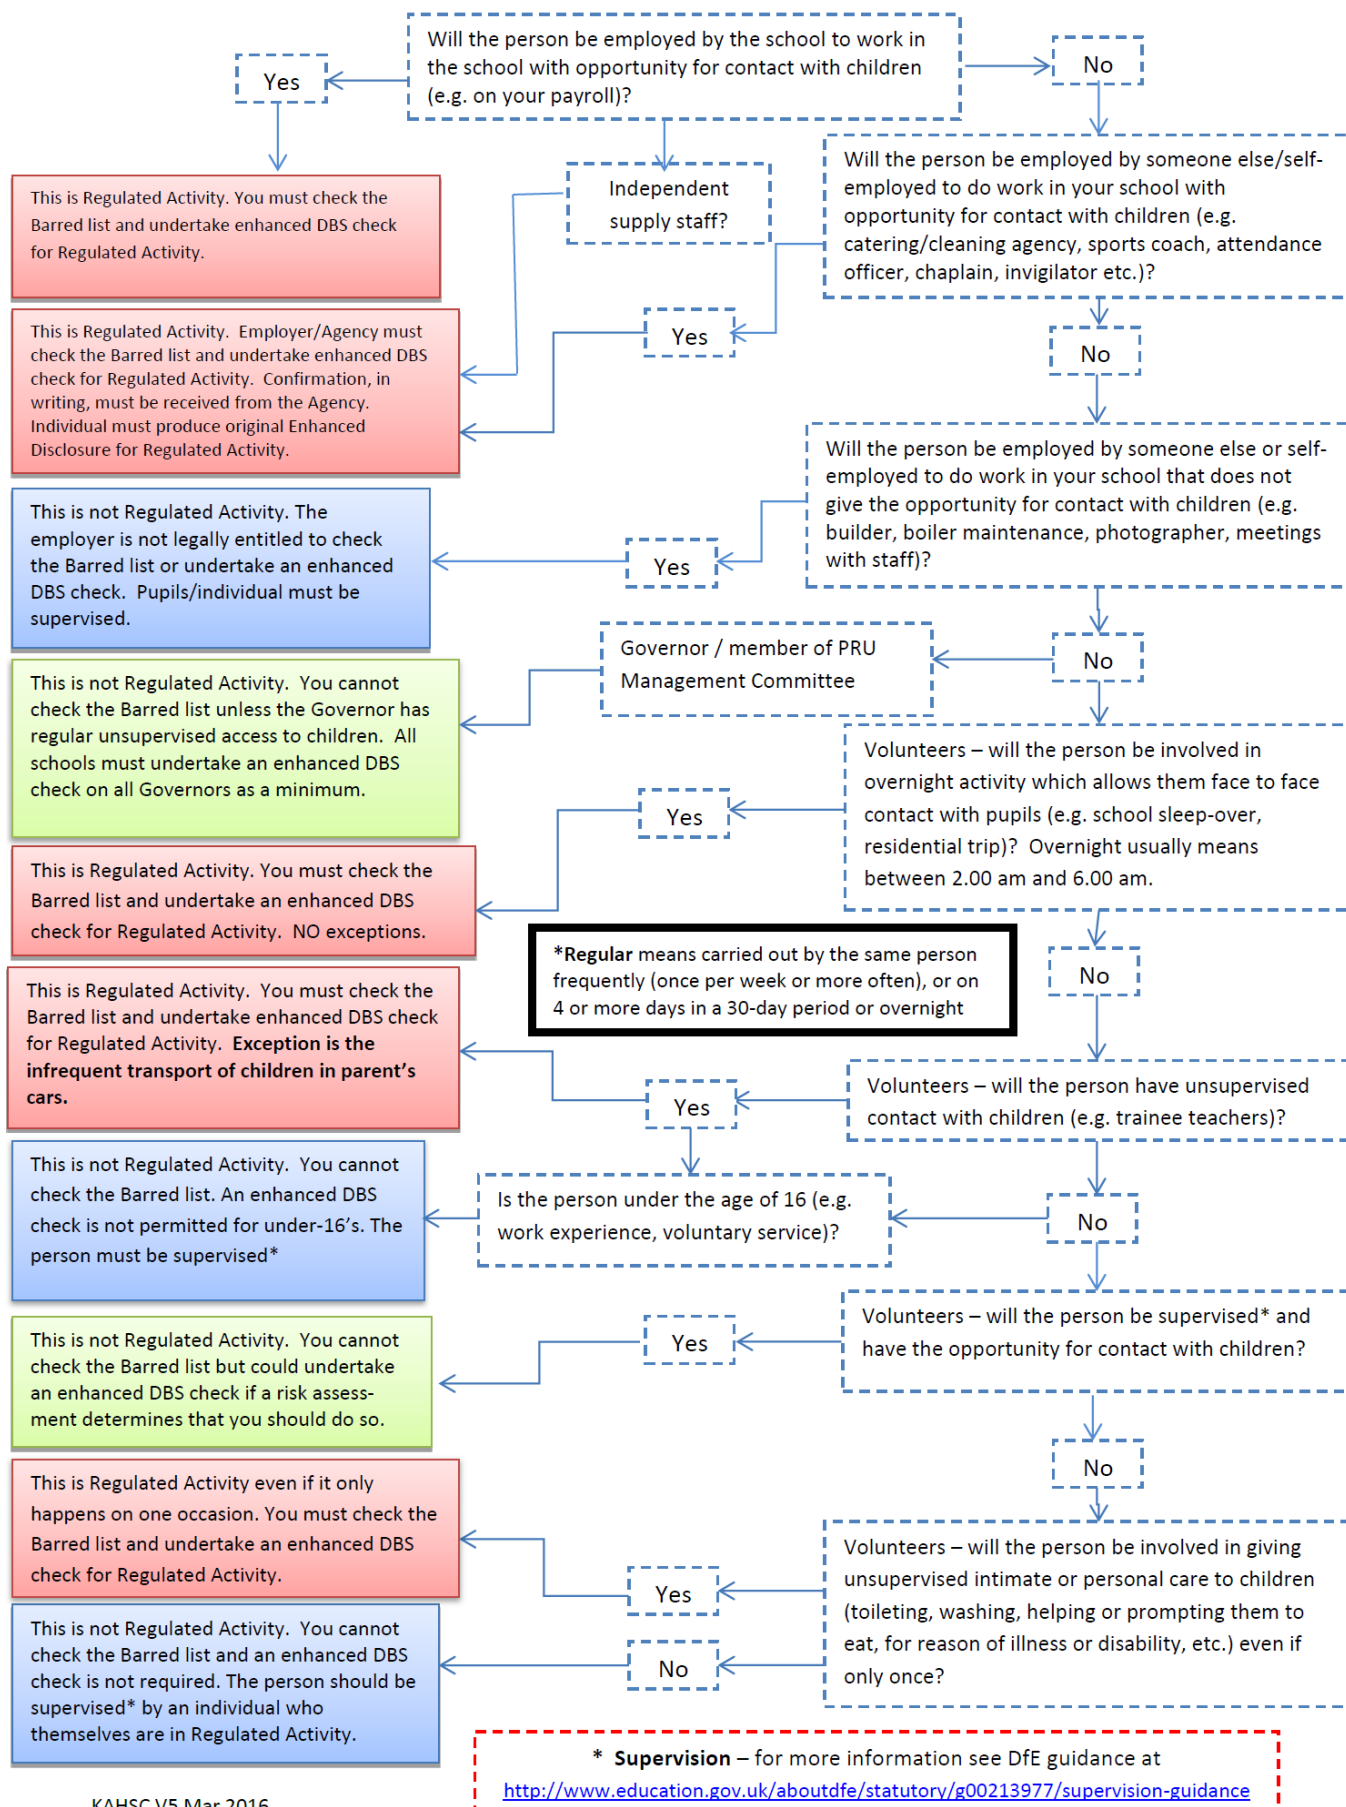 Will the person be employed by the school to work in
the school with opportunity for contact with children
(e.g. on your payroll)?
Yes
No
This is Regulated Activity. You must check the
Barred list and undertake enhanced DBS check
for Regulated Activity.
Independent
supply staff?
Will the person be employed by someone else/self-
employed to do work in your school with
opportunity for contact with children (e.g.
catering/cleaning agency, sports coach, attendance
officer, chaplain, invigilator etc.)?
This is Regulated Activity. Employer/Agency must
check the Barred list and undertake enhanced DBS
check for Regulated Activity. Confirmation, in
writing, must be received from the Agency.
Individual must produce original Enhanced
Disclosure for Regulated Activity.
Yes
No
Will the person be employed by someone else or self-
employed to do work in your school that does not
give the opportunity for contact with children (e.g.
builder, boiler maintenance, photographer, meetings
with staff)?
This is not Regulated Activity. The
employer is not legally entitled to check
the Barred list or undertake an enhanced
DBS check. Pupils/individual must be
supervised.
Yes
No
Governor / member of PRU
Management Committee
This is not Regulated Activity. You cannot
check the Barred list unless the Governor has
regular unsupervised access to children. All
schools must undertake an enhanced DBS
check on all Governors as a minimum.
Volunteers – will the person be involved in
overnight activity which allows them face to face
contact with pupils (e.g. school sleep-over,
residential trip)? Overnight usually means
between 2.00 am and 6.00 am.
Yes
This is Regulated Activity. You must check the
Barred list and undertake an enhanced DBS
check for Regulated Activity. NO exceptions.
*Regular means carried out by the same person
frequently (once per week or more often), or on
4 or more days in a 30-day period or overnight
No
This is Regulated Activity. You must check the
Barred list and undertake enhanced DBS check
for Regulated Activity. Exception is the
infrequent transport of children in parent's
cars.
Yes
Volunteers – will the person have unsupervised
contact with children (e.g. trainee teachers)?
This is not Regulated Activity. You cannot
check the Barred list. An enhanced DBS
check is not permitted for under-16's. The
person must be supervised*
Is the person under the age of 16 (e.g.
work experience, voluntary service)?
No
This is not Regulated Activity. You cannot
check the Barred list but could undertake
an enhanced DBS check if a risk assess-
ment determines that you should do so.
Yes
Volunteers – will the person be supervised* and
have the opportunity for contact with children?
No
This is Regulated Activity even if it only
happens on one occasion. You must check the
Barred list and undertake an enhanced DBS
check for Regulated Activity.
Yes
Volunteers – will the person be involved in giving
unsupervised intimate or personal care to children
(toileting, washing, helping or prompting them to
eat, for reason of illness or disability, etc.) even if
only once?
No
This is not Regulated Activity. You cannot
check the Barred list and an enhanced DBS
check is not required. The person should be
supervised* by an individual who
themselves are in Regulated Activity.
* Supervision – for more information see DfE guidance at
http://www.education.gov.uk/aboutdfe/statutory/g00213977/supervision-guidance
KAHSC V5 Mar 2016